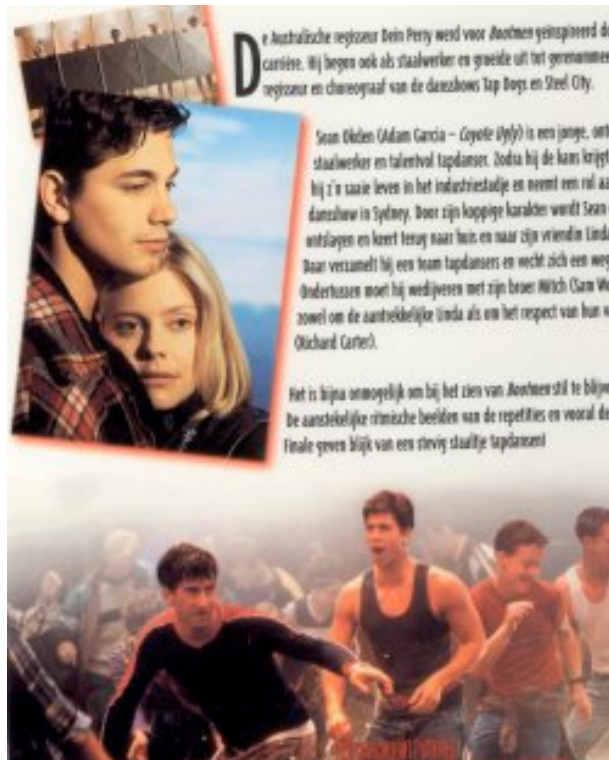 De Australische regisseur Dein Perry werd voor Bootmen geïnspireerd do
carrière. Hij begon ook als staalwerker en groeide uit tot gerenommee
regisseur en choreograaf van de dansshows Tap Dogs en Steel City.
Sean Okden (Adam Garcia – Coyote Ugly) is een jonge, ont
staalwerker en talentvol tapdanser. Zodra hij de kans krijgt
hij z'n saaie leven in het industriestadje en neemt een rol aa
dansshow in Sydney. Door zijn koppige karakter wordt Sean
ontslagen en keert terug naar huis en naar zijn vriendin Linda
Daar verzamelt hij een team tapdansers en vecht zich een weg
Ondertussen moet hij wedijveren met zijn broer Mitch (Sam Wo
zowel om de aantrekkelijke Linda als om het respect van hun v
(Richard Carter).
Het is bijna onmogelijk om bij het zien van Bootmen stil te blijve
De aanstekelijke ritmische beelden van de repetities en vooral de
Finale geven blijk van een stevig staaltje tapdansen!